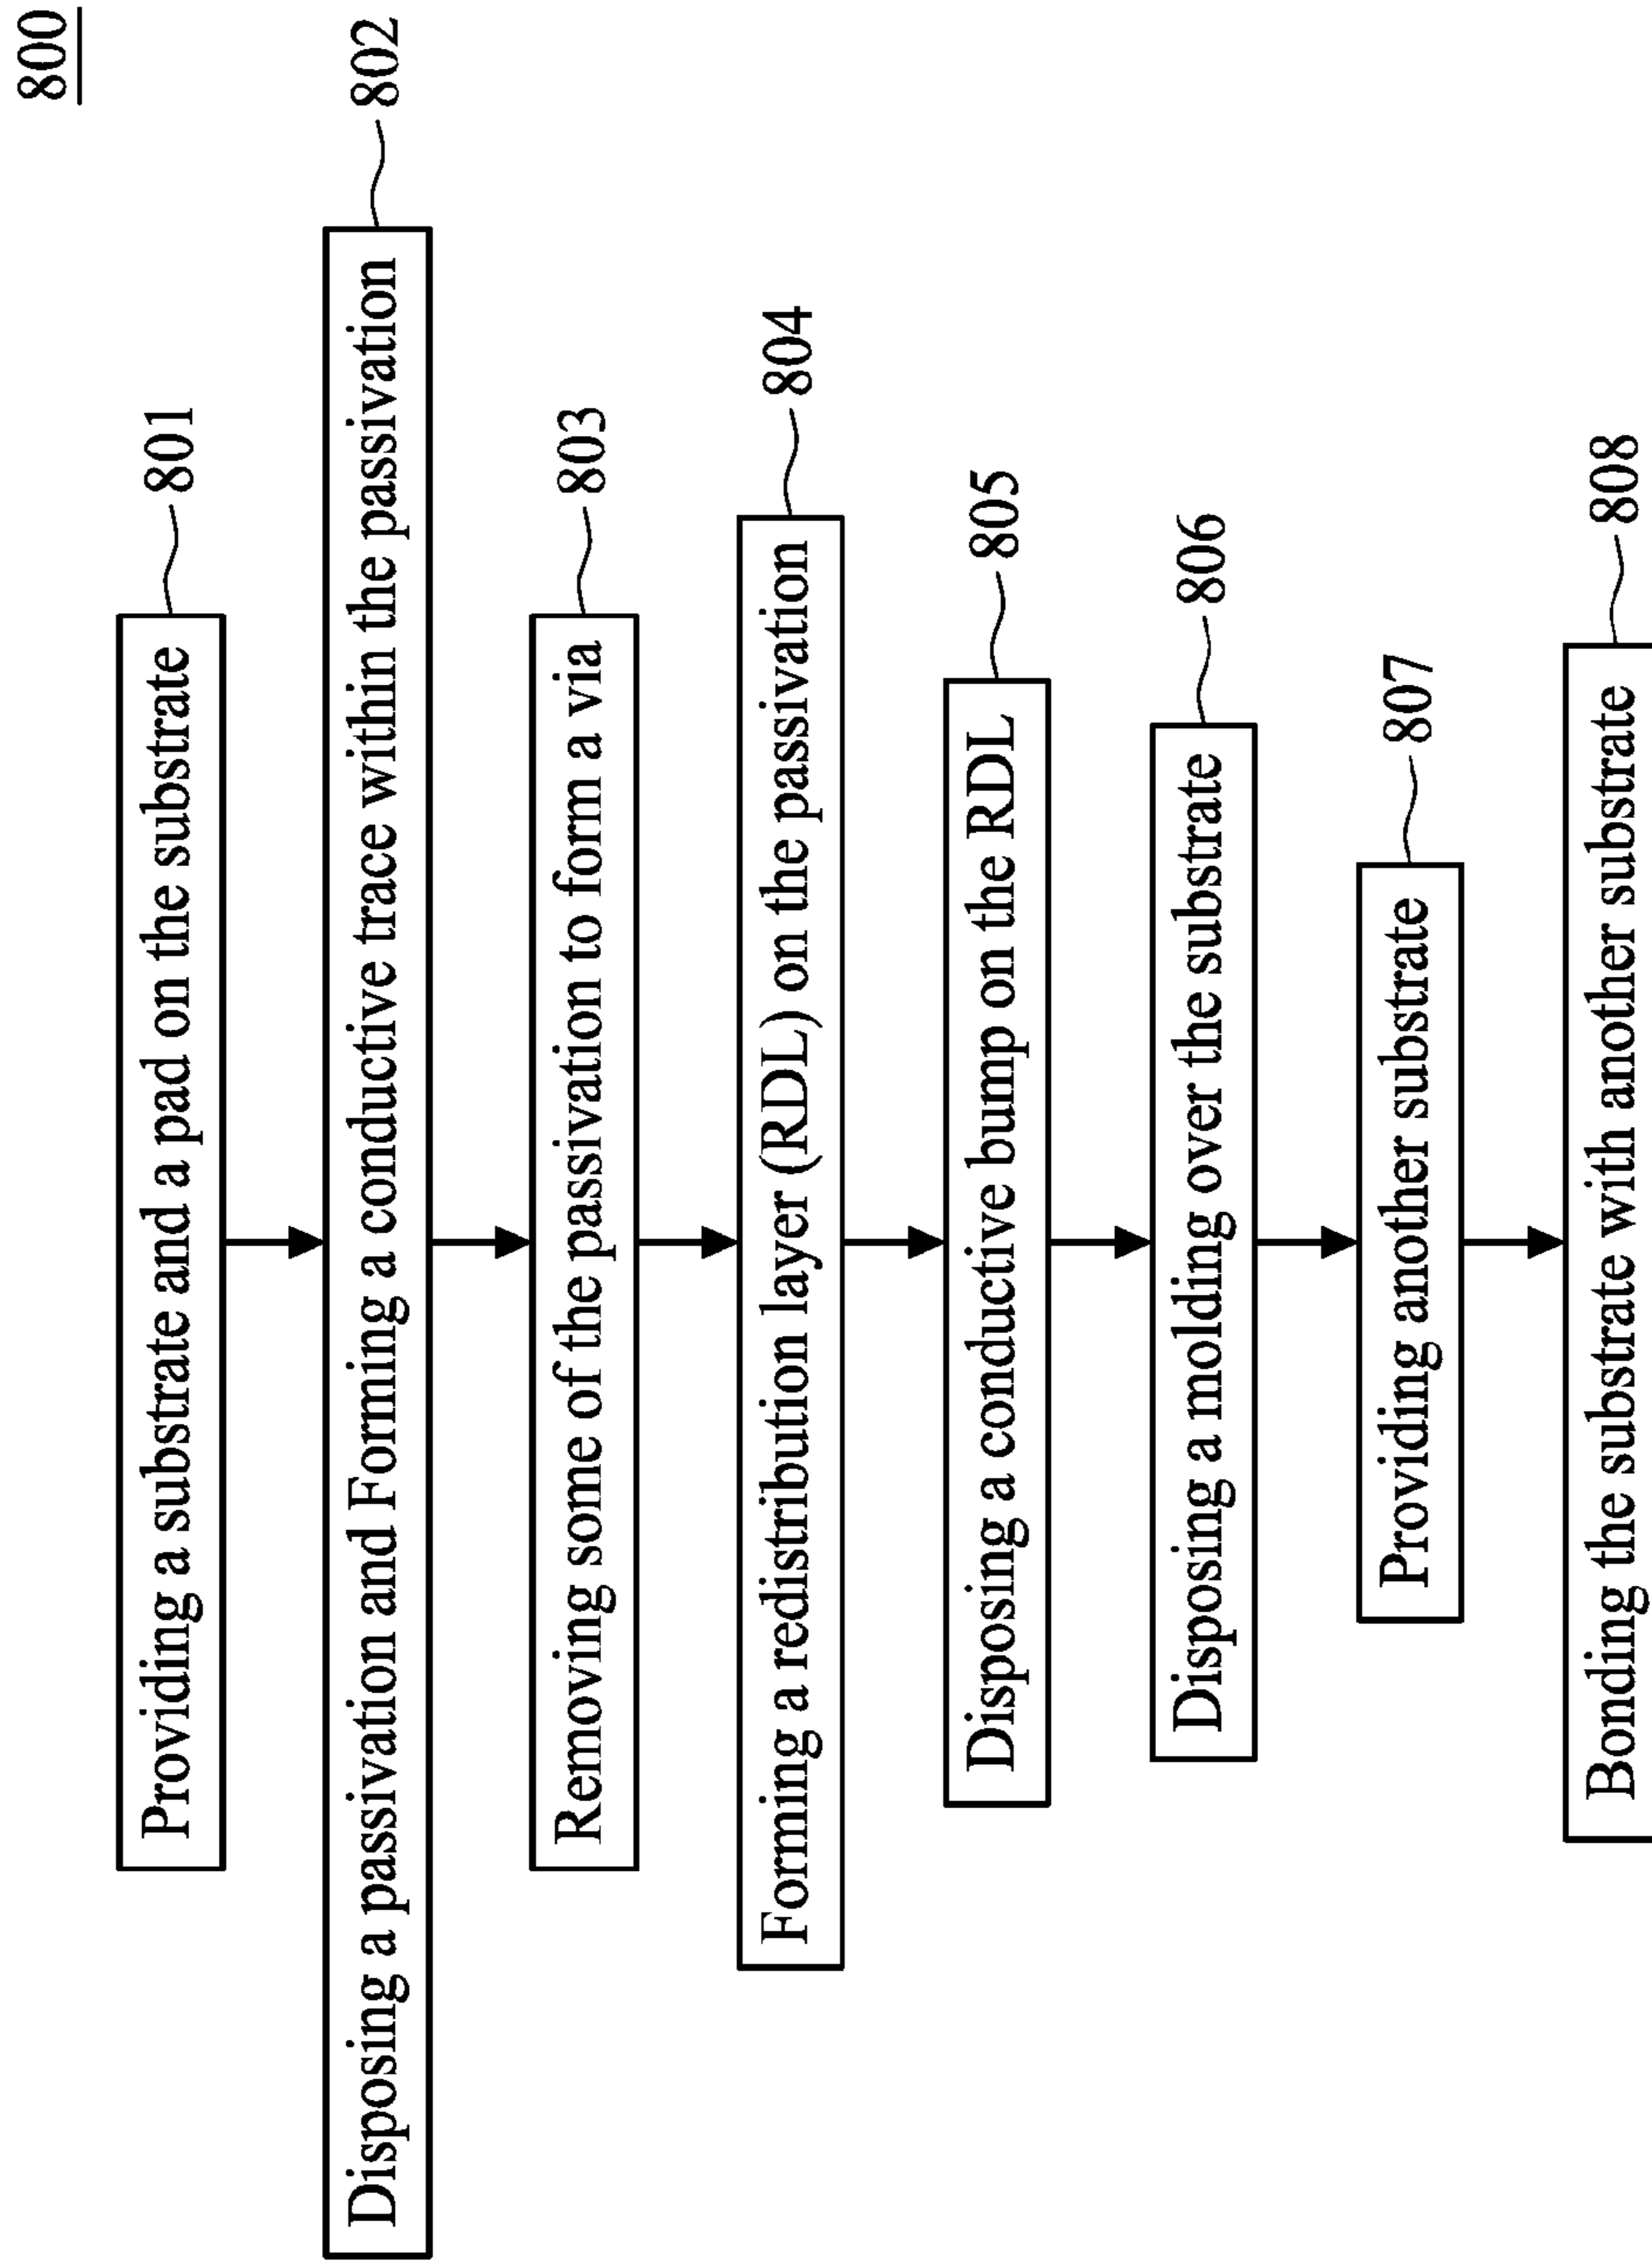 800
Providing a substrate and a pad on the substrate 801
Disposing a passivation and Forming a conductive trace within the passivation 802
Removing some of the passivation to form a via 803
Forming a redistribution layer (RDL) on the passivation 804
Disposing a conductive bump on the RDL 805
Disposing a molding over the substrate 806
Providing another substrate 807
Bonding the substrate with another substrate 808